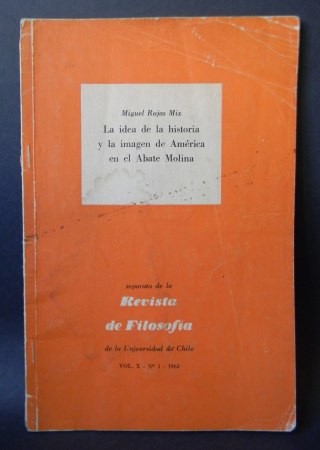 Miguel Rojas Mix
La idea de la historia
y la imagen de América
en el Abate Molina
separata de la
Revista
de Filosofía
de la Universidad de Chile
VOL. X - Nº 1 - 1963